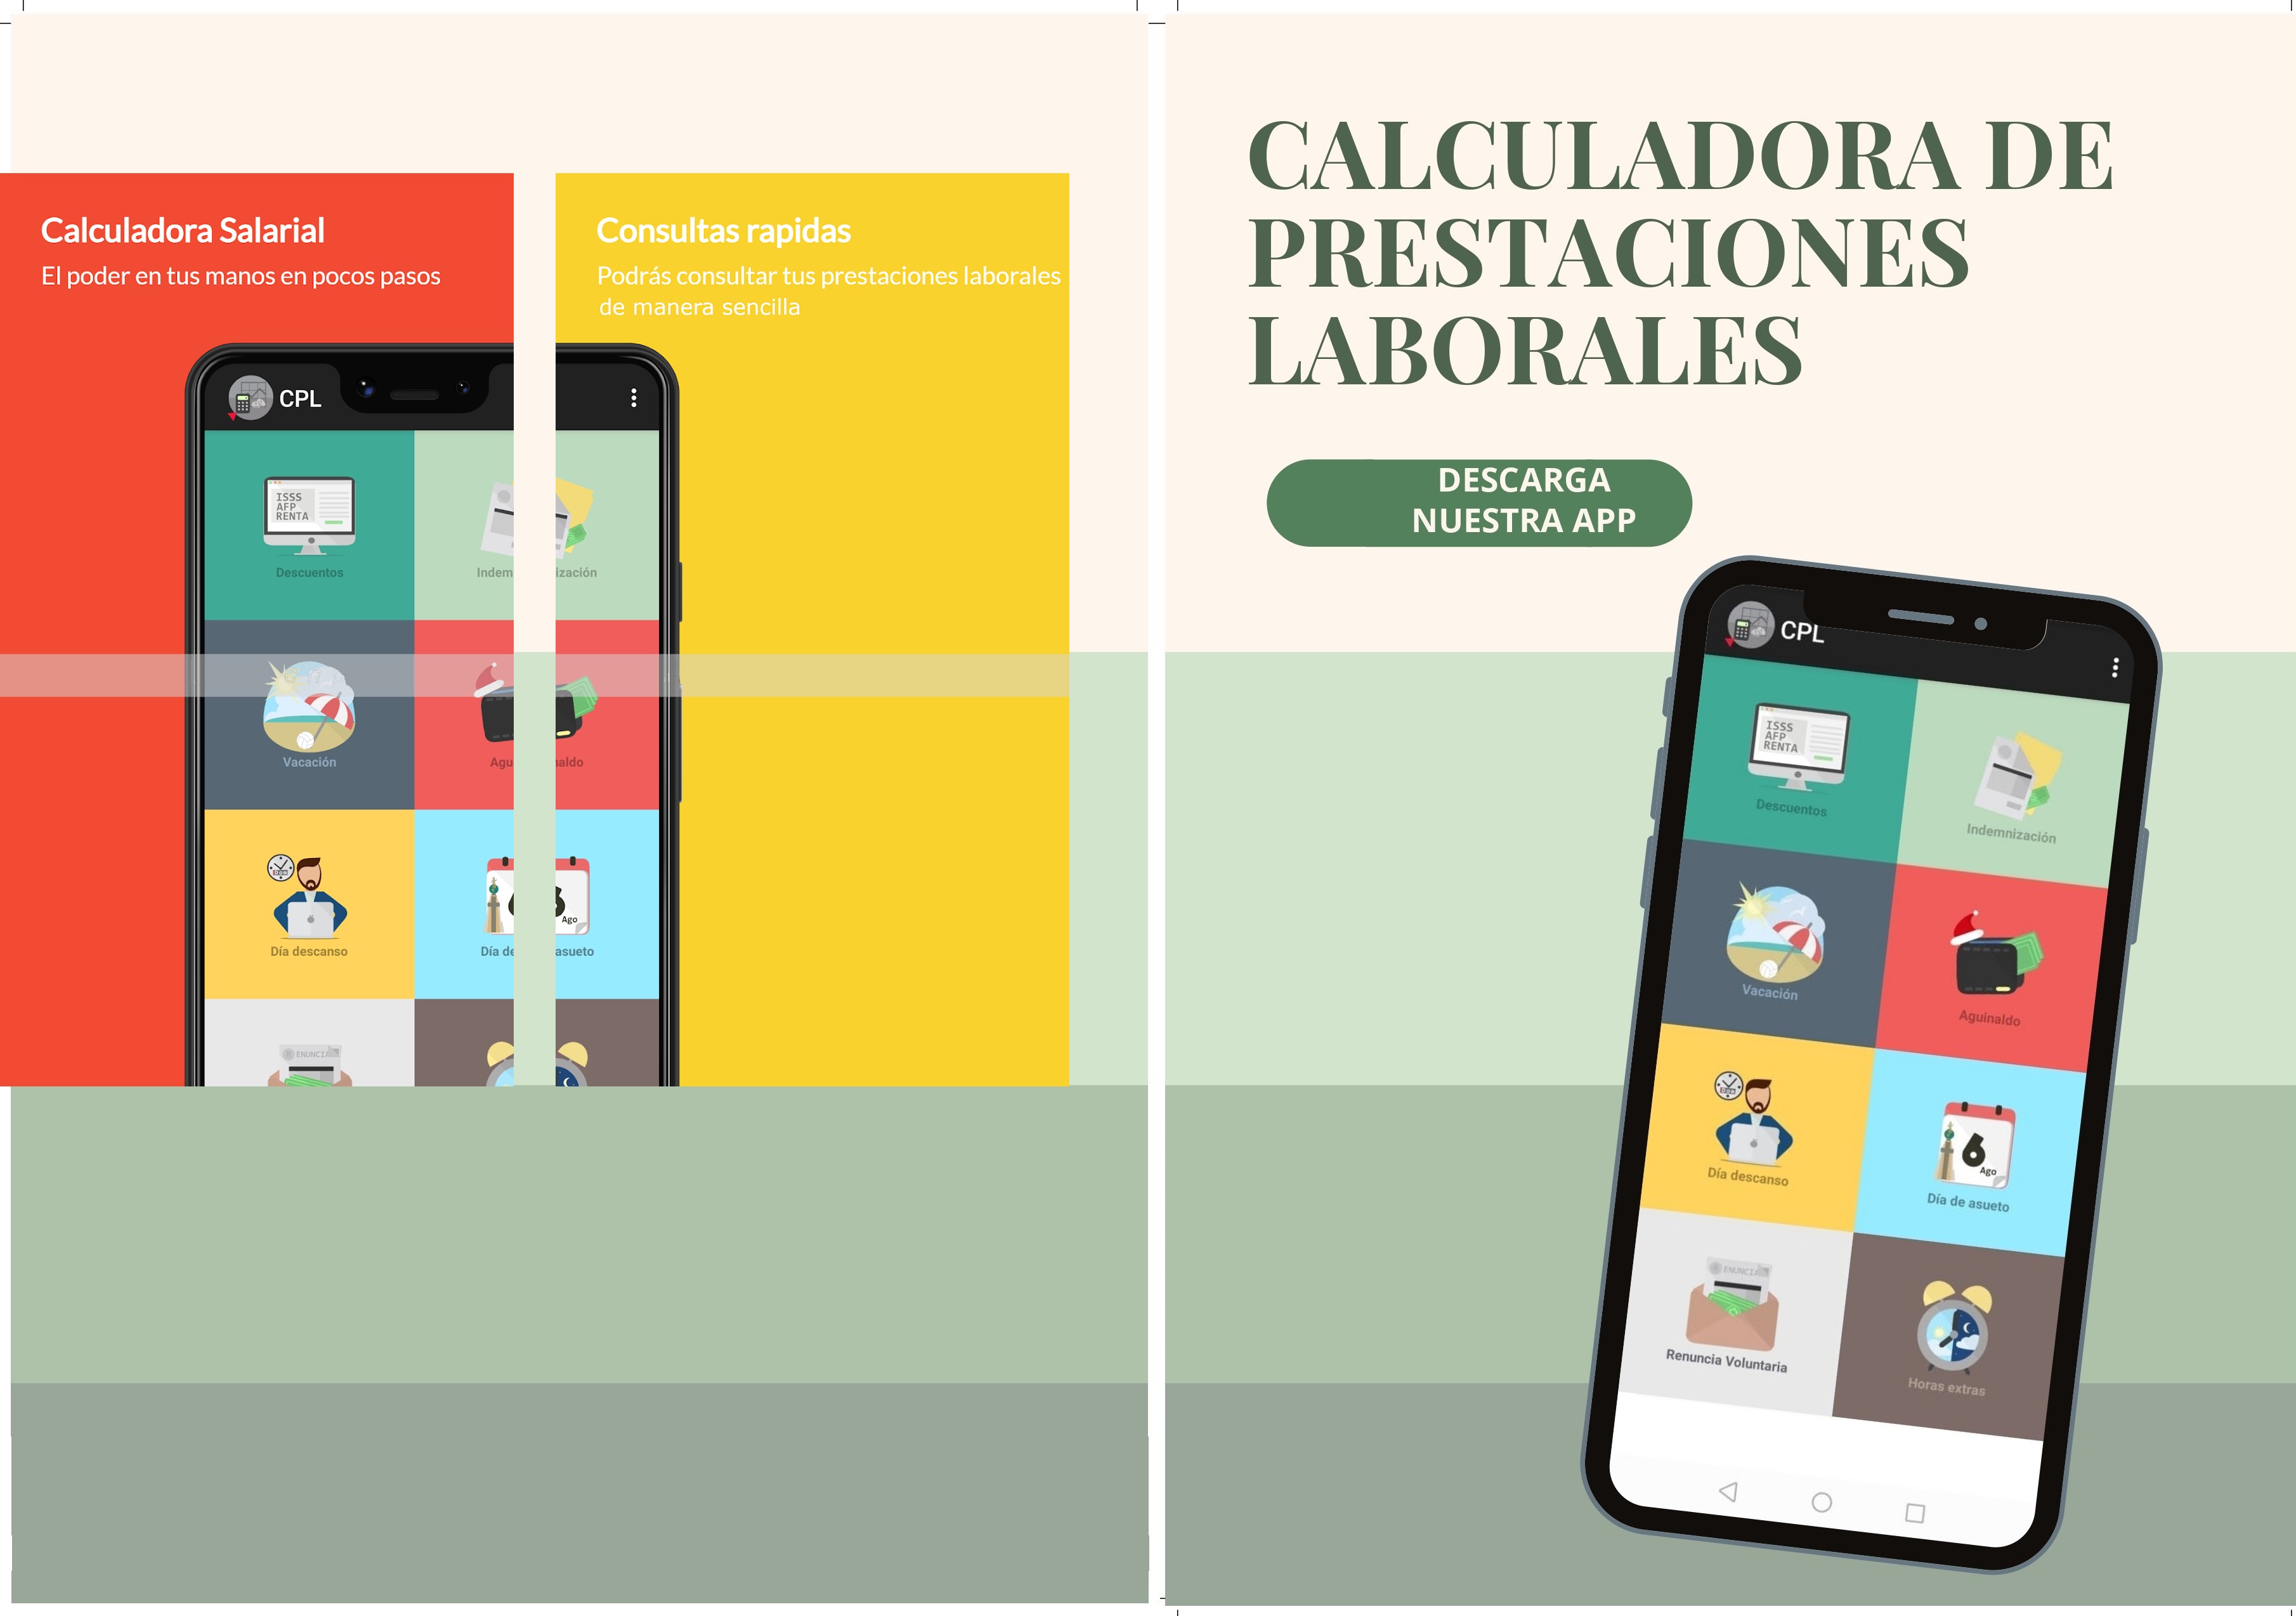 Calculadora Salarial
El poder en tus manos en pocos pasos
CPL
ISSS
AFP
RENTA
Descuentos
Indem
Vacación
Agu
Día descanso
Día de
ENUNCIA
Consultas rapidas
Podrás consultar tus prestaciones laborales
de manera sencilla
ización
naldo
Ago
asueto
CALCULADORA DE
PRESTACIONES
LABORALES
DESCARGA
NUESTRA APP
CPL
ISSS
AFP
RENTA
Descuentos
Indemnización
Vacación
Aguinaldo
Día descanso
6
Ago
Día de asueto
ENUNCIA
Renuncia Voluntaria
Horas extras